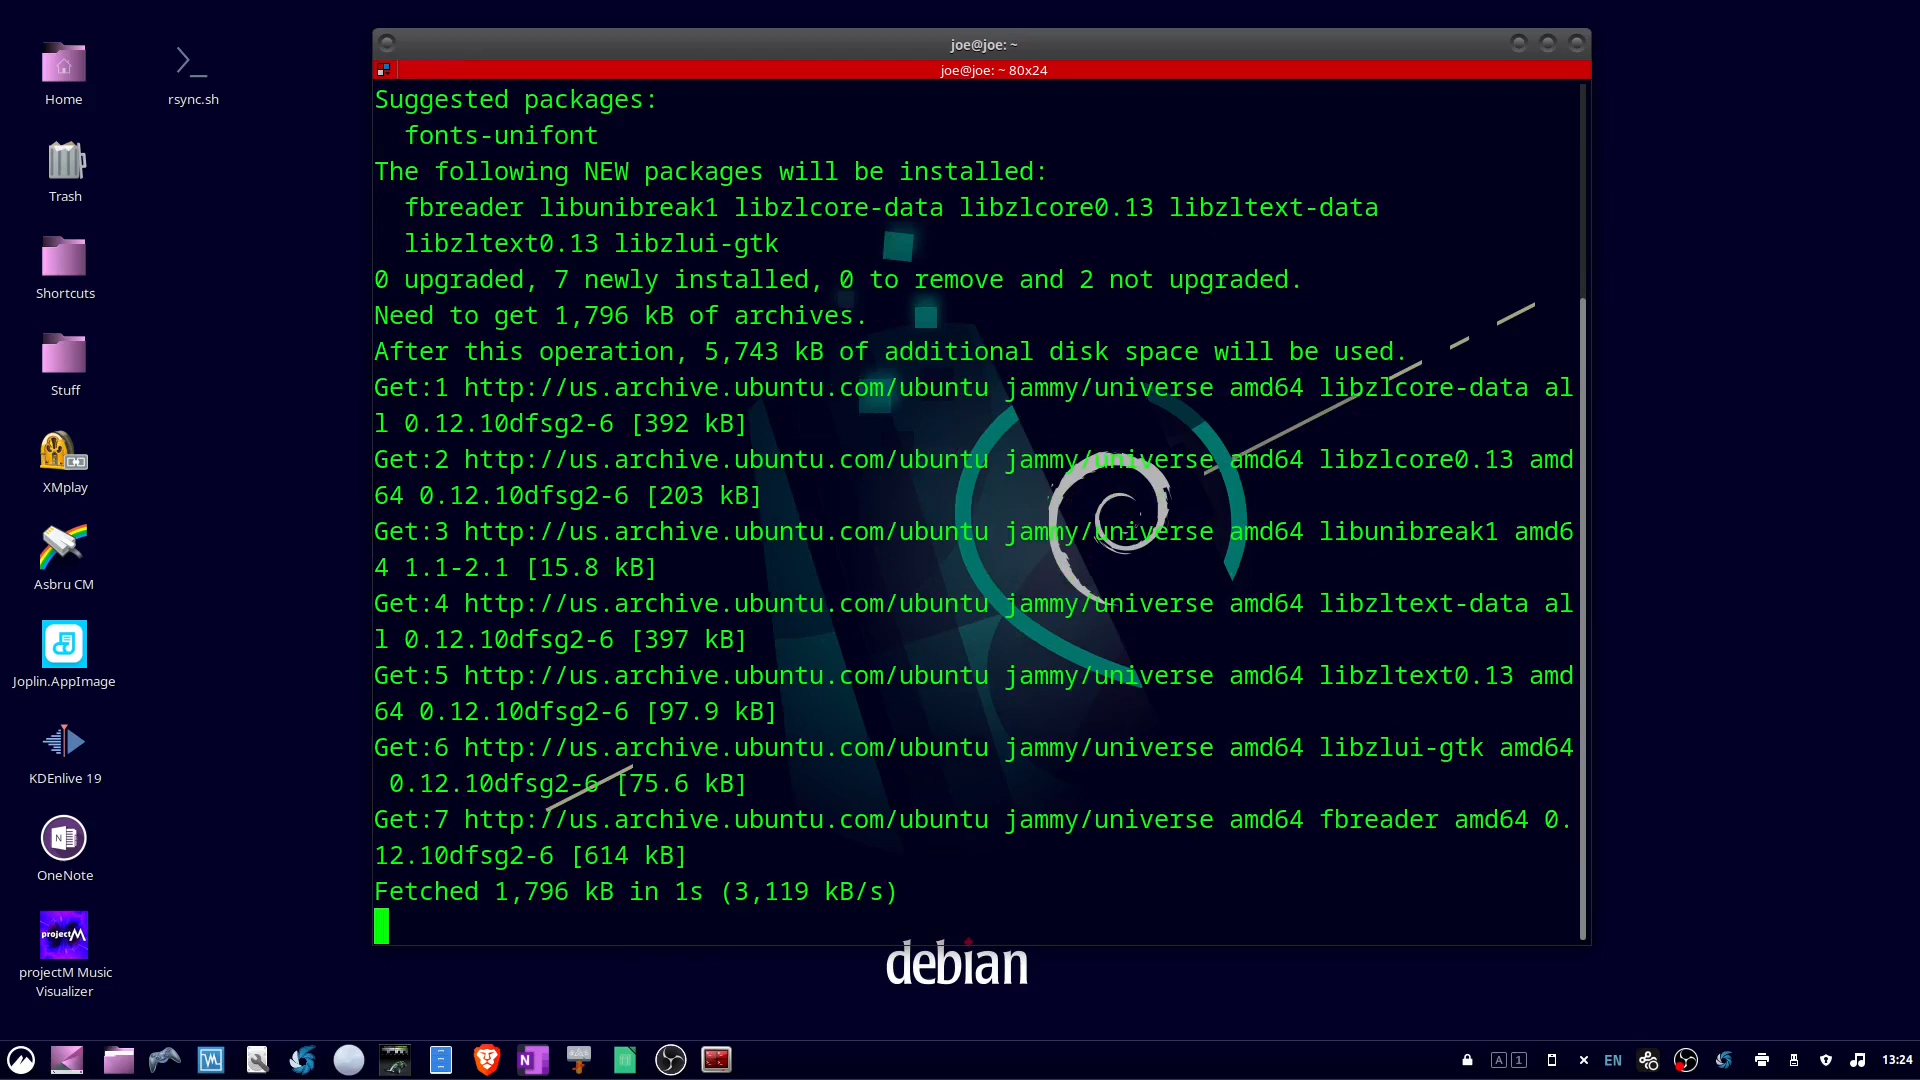 joe@joe: ~
joe@joe: ~ 80x24
Suggested packages:
fonts-unifont
The following NEW packages will be installed:
fbreader libunibreak1 libzlcore-data libzlcore0.13 libzltext-data
libzltext0.13 libzlui-gtk
0 upgraded, 7 newly installed, 0 to remove and 2 not upgraded.
Need to get 1,796 kB of archives.
After this operation, 5,743 kB of additional disk space will be used.
Get:1 http://us.archive.ubuntu.com/ubuntu jammy/universe amd64 libzlcore-data al
l 0.12.10dfsg2-6 [392 kB]
Get:2 http://us.archive.ubuntu.com/ubuntu jammy/universe amd64 libzlcore0.13 amd
64 0.12.10dfsg2-6 [203 kB]
Get:3 http://us.archive.ubuntu.com/ubuntu jammy/universe amd64 libunibreak1 amd6
4 1.1-2.1 [15.8 kB]
Get:4 http://us.archive.ubuntu.com/ubuntu jammy/universe amd64 libzltext-data al
l 0.12.10dfsg2-6 [397 kB]
Get:5 http://us.archive.ubuntu.com/ubuntu jammy/universe amd64 libzltext0.13 amd
64 0.12.10dfsg2-6 [97.9 kB]
Get:6 http://us.archive.ubuntu.com/ubuntu jammy/universe amd64 libzlui-gtk amd64
0.12.10dfsg2-6 [75.6 kB]
Get:7 http://us.archive.ubuntu.com/ubuntu jammy/universe amd64 fbreader amd64 0.
12.10dfsg2-6 [614 kB]
Fetched 1,796 kB in 1s (3,119 kB/s)
debian
Home
rsync.sh
Trash
Shortcuts
Stuff
XMplay
Asbru CM
Joplin.AppImage
KDEnlive 19
OneNote
projectM
projectM Music
Visualizer
N
A 1
EN
13:24